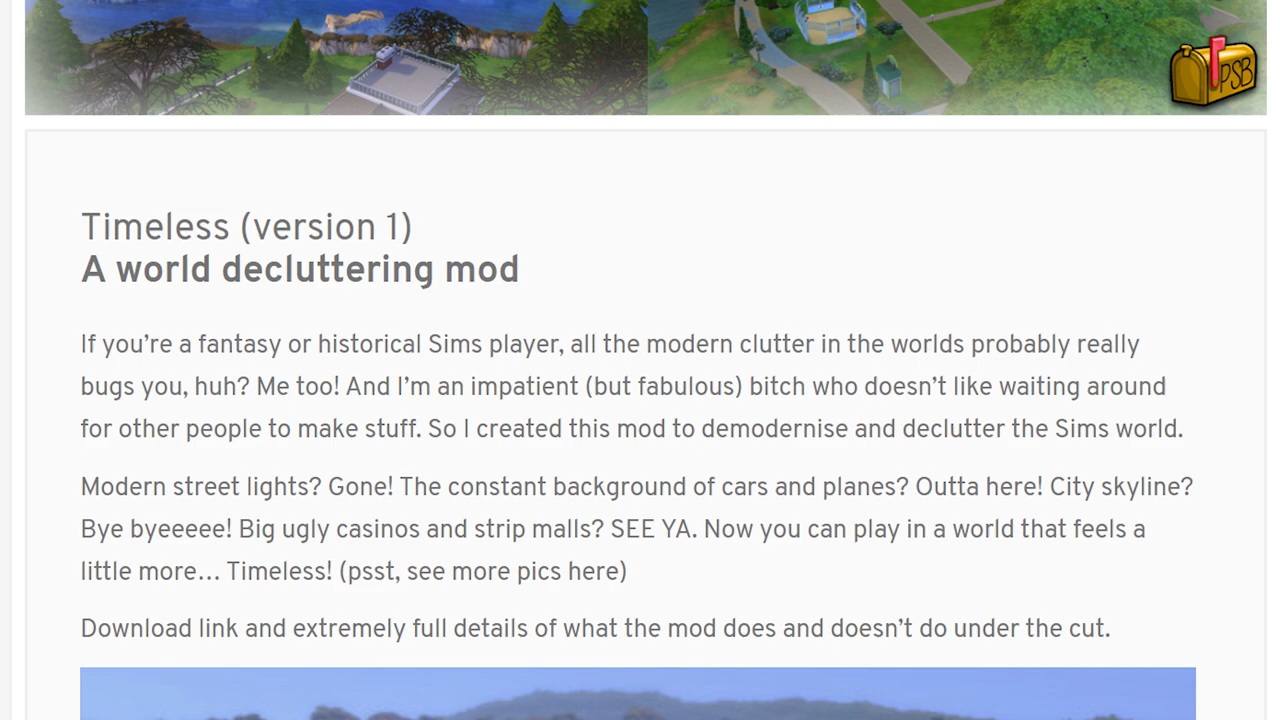 PSB
Timeless (version 1)
A world decluttering mod
If you’re a fantasy or historical Sims player, all the modern clutter in the worlds probably really
bugs you, huh? Me too! And I’m an impatient (but fabulous) bitch who doesn’t like waiting around
for other people to make stuff. So I created this mod to demodernise and declutter the Sims world.
Modern street lights? Gone! The constant background of cars and planes? Outta here! City skyline?
Bye byeeeee! Big ugly casinos and strip malls? SEE YA. Now you can play in a world that feels a
little more… Timeless! (psst, see more pics here)
Download link and extremely full details of what the mod does and doesn’t do under the cut.